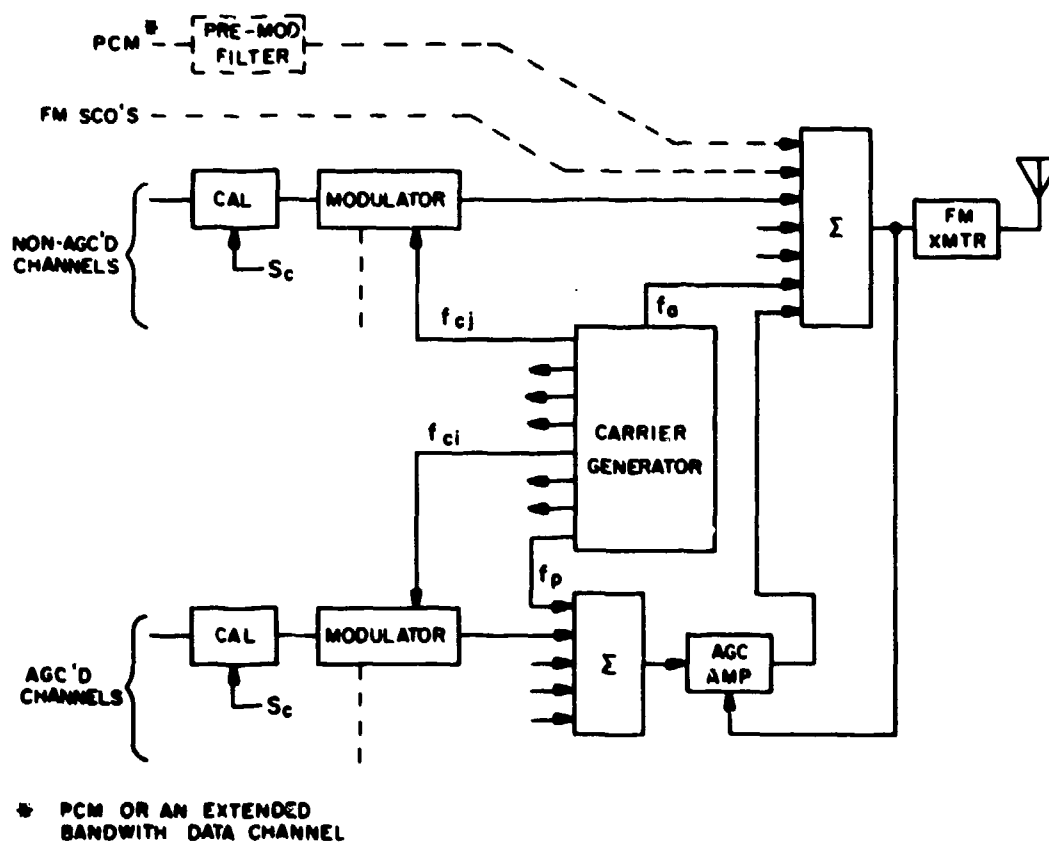 PCM*
PRE-MOD
FILTER
FM SCO'S
CAL
MODULATOR
Σ
FM
XMTR
NON-AGC'D
CHANNELS
Sc
fcj
fa
CARRIER
GENERATOR
fci
fp
CAL
MODULATOR
Σ
AGC
AMP
AGC'D
CHANNELS
Sc
* PCM OR AN EXTENDED
BANDWITH DATA CHANNEL